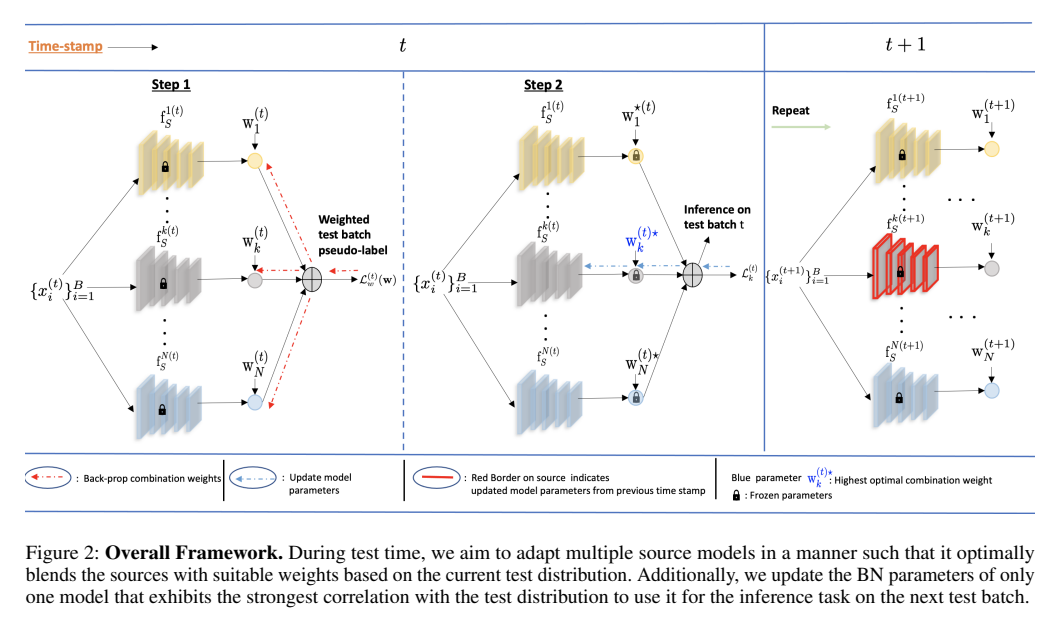 Time-stamp
t
t + 1
Step 1
Step 2
f_S^{1(t)}
w_1^{(t)}
f_S^{k(t)}
w_k^{(t)}
{x_i^{(t)}}_{i=1}^B
Weighted
test batch
pseudo-label
L_w^{(t)}(w)
f_S^{N(t)}
w_N^{(t)}
f_S^{1(t)}
w_1^{⋆(t)}
f_S^{k(t)}
w_k^{(t)⋆}
{x_i^{(t)}}_{i=1}^B
Inference on
test batch t
L_k^{(t)}
f_S^{N(t)}
w_N^{(t)⋆}
Repeat
f_S^{1(t+1)}
w_1^{(t+1)}
f_S^{k(t+1)}
w_k^{(t+1)}
{x_i^{(t+1)}}_{i=1}^B
f_S^{N(t+1)}
w_N^{(t+1)}
: Back-prop combination weights
: Update model
parameters
: Red Border on source indicates
updated model parameters from previous time stamp
Blue parameter w_k^{(t)⋆}: Highest optimal combination weight
: Frozen parameters
Figure 2: Overall Framework. During test time, we aim to adapt multiple source models in a manner such that it optimally
blends the sources with suitable weights based on the current test distribution. Additionally, we update the BN parameters of only
one model that exhibits the strongest correlation with the test distribution to use it for the inference task on the next test batch.